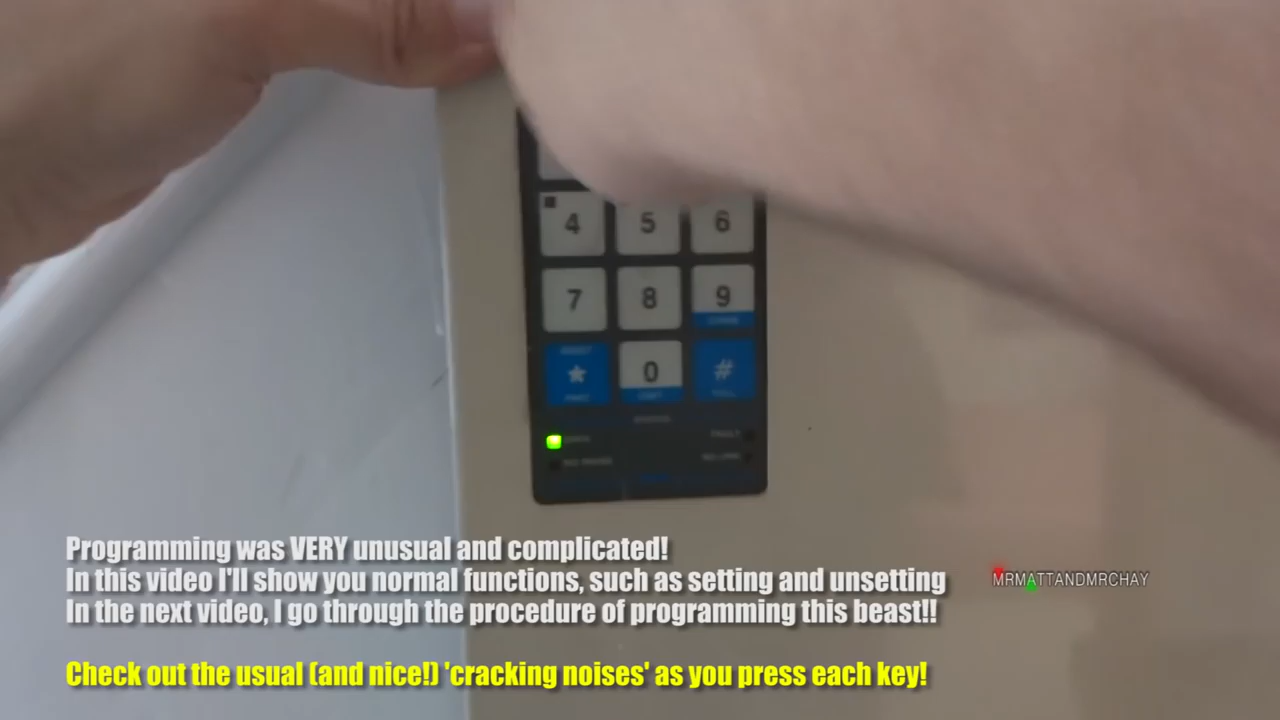 4 5 6
7 8 9
* 0 #
Programming was VERY unusual and complicated!
In this video I'll show you normal functions, such as setting and unsetting
MRMATTANDMRCHAY
In the next video, I go through the procedure of programming this beast!!
Check out the usual (and nice!) 'cracking noises' as you press each key!